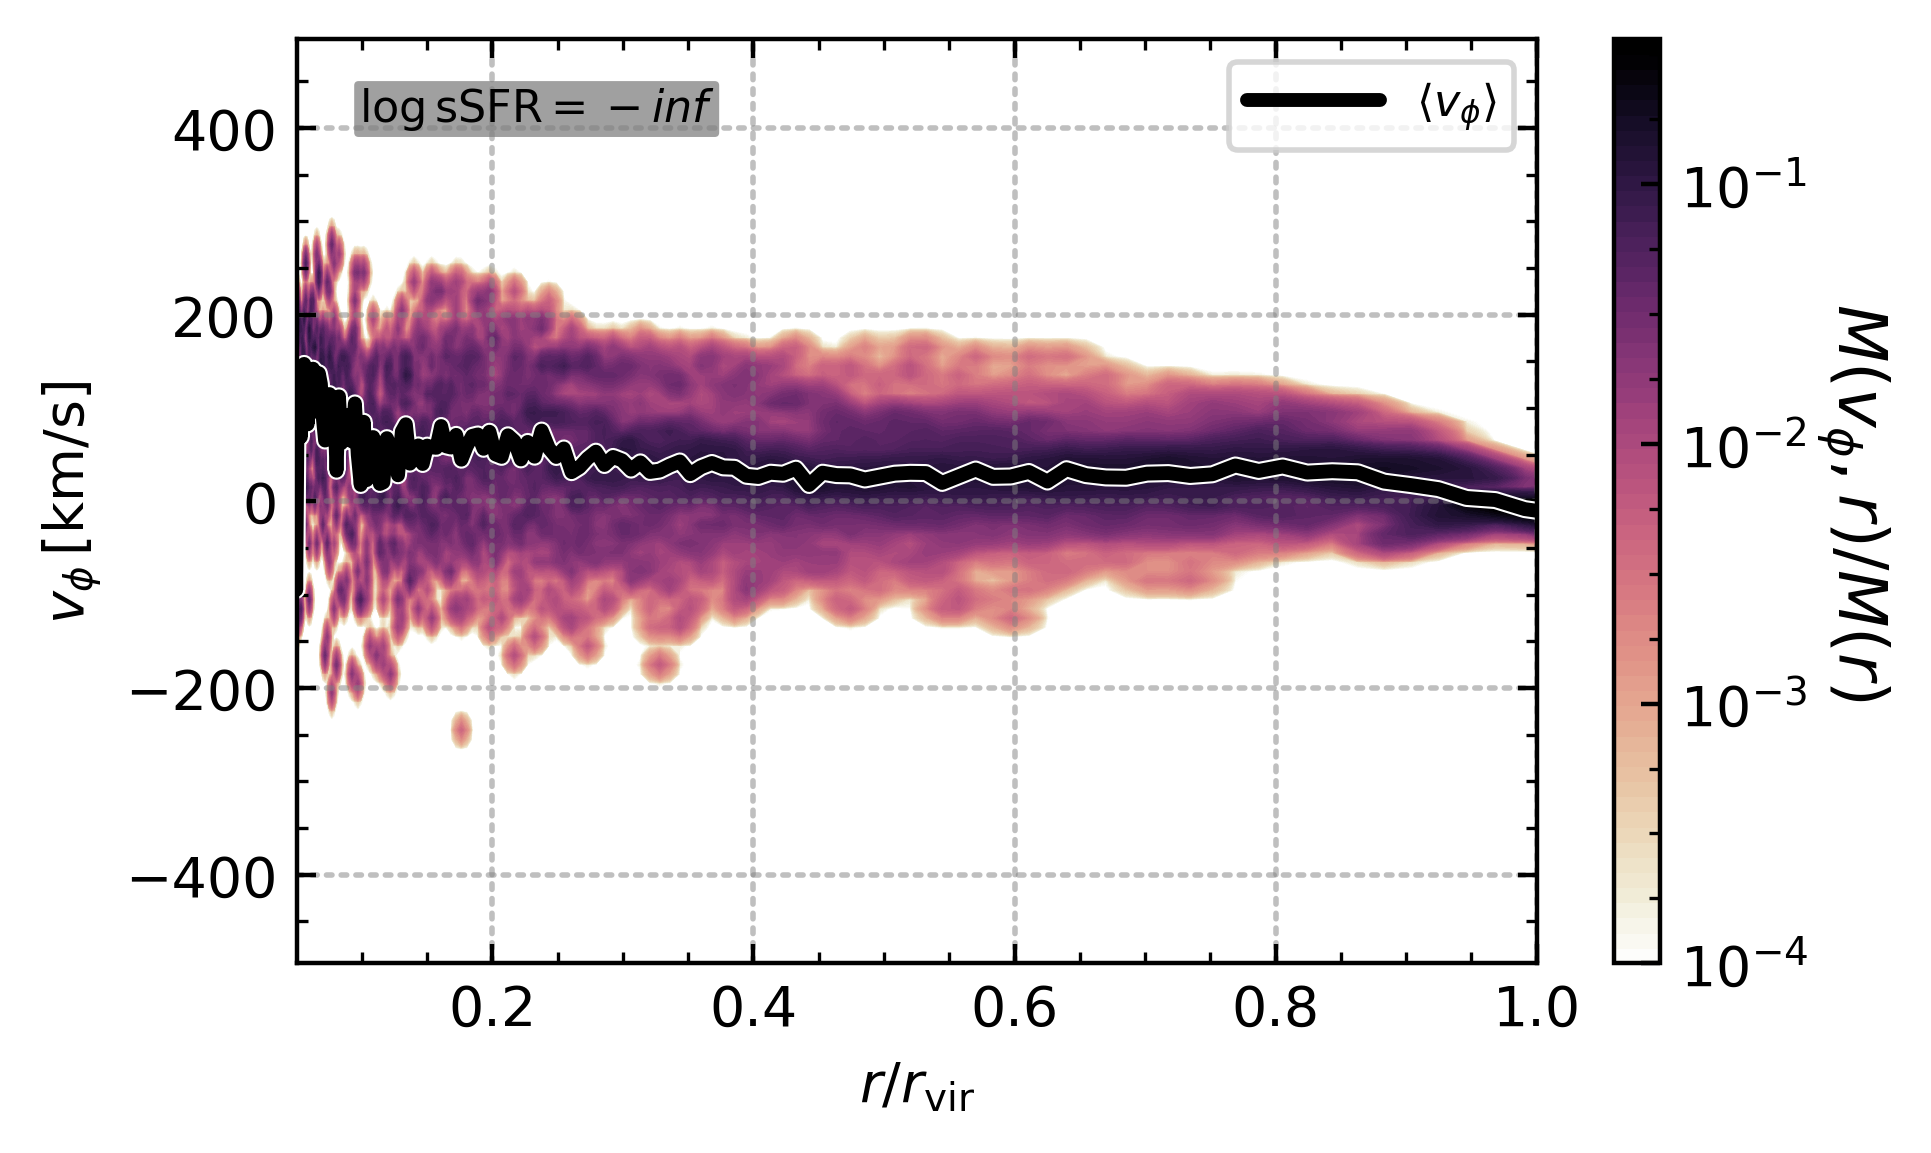 log sSFR = −inf
⟨v_ϕ⟩
400
200
0
−200
−400
v_ϕ [km/s]
0.2 0.4 0.6 0.8 1.0
r/r_vir
10^−1
10^−2
10^−3
10^−4
M(v_ϕ, r)/M(r)